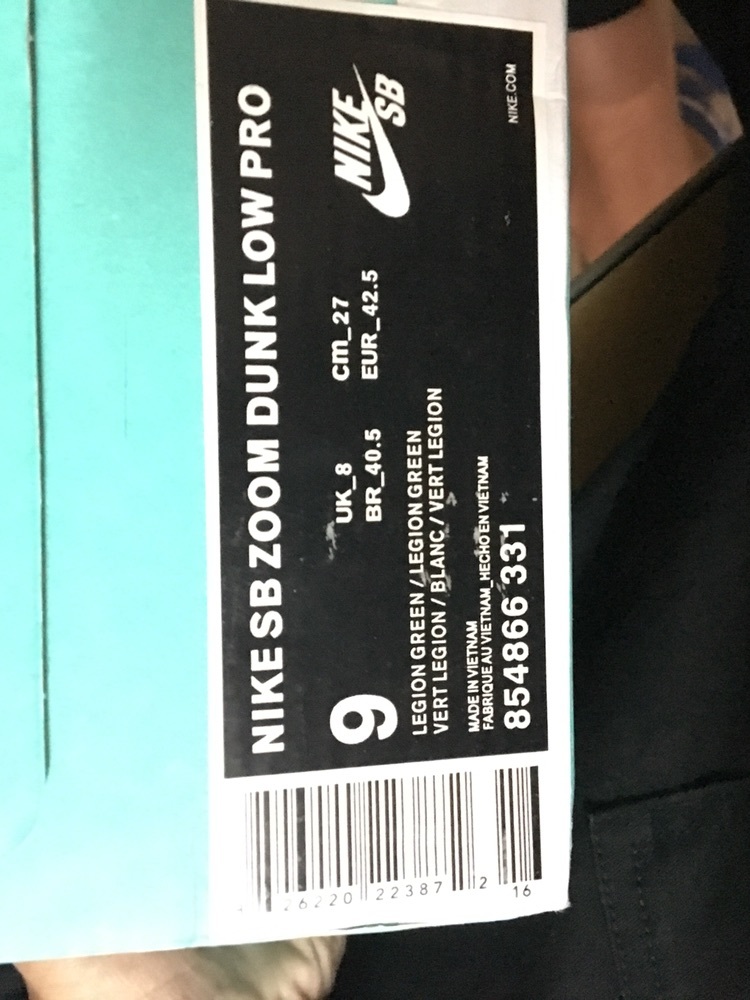 NIKE SB ZOOM DUNK LOW PRO
9
UK_8 cm_27
BR_40.5 EUR_42.5
NIKE SB
LEGION GREEN / LEGION GREEN
VERT LEGION / BLANC / VERT LEGION
MADE IN VIETNAM
FABRIQUE AU VIETNAM_HECHO EN VIÉTNAM
854866 331
NIKE.COM
26220 22387 2
16